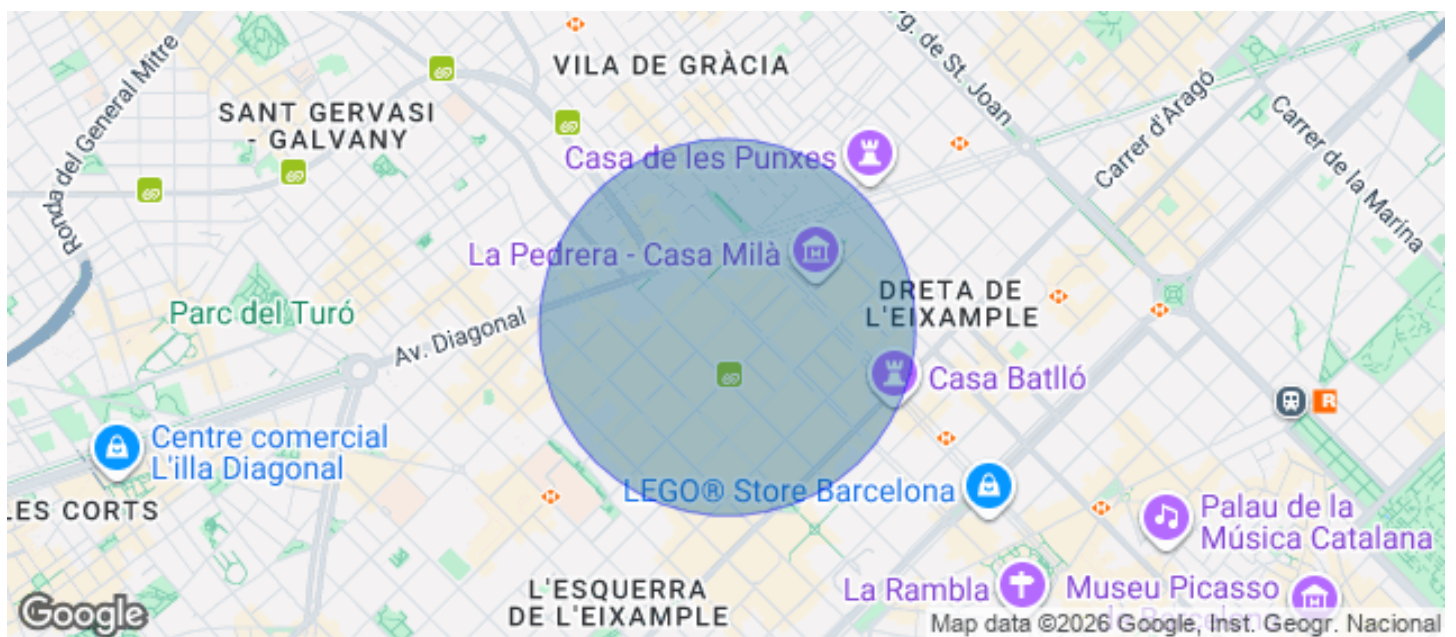 VILA DE GRÀCIA
SANT GERVASI
- GALVANY
Ronda del General Mitre
g. de St. Joan
Carrer d'Aragó
Carrer de la Marina
Casa de les Punxes
La Pedrera - Casa Milà
DRETA DE
L'EIXAMPLE
Parc del Turó
Av. Diagonal
Casa Batlló
R
Centre comercial
L'illa Diagonal
LEGO® Store Barcelona
LES CORTS
Palau de la
Música Catalana
L'ESQUERRA
DE L'EIXAMPLE
La Rambla
Museu Picasso
Google
Map data ©2026 Google, Inst. Geogr. Nacional